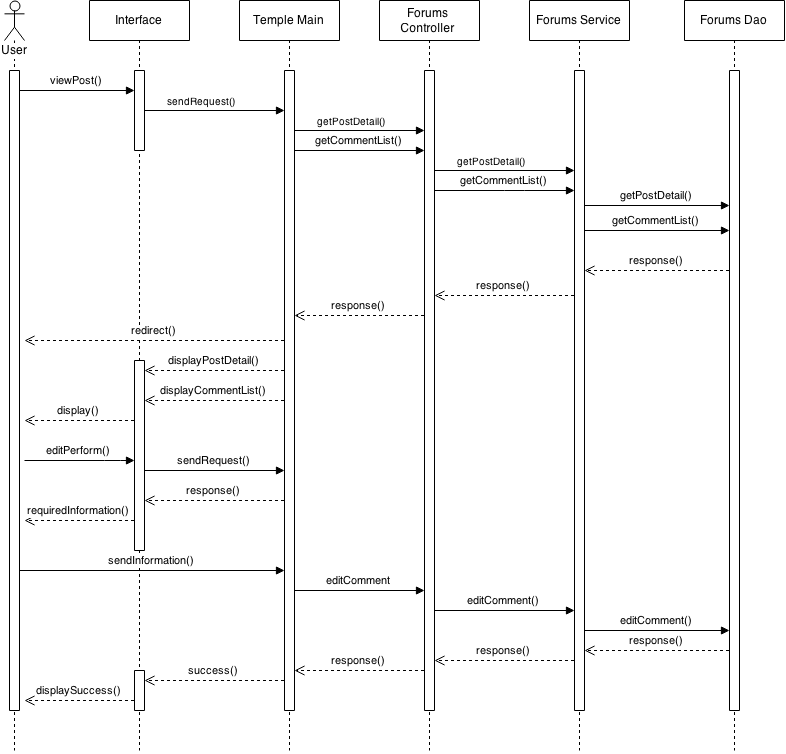 User
Interface
Temple Main
Forums
Controller
Forums Service
Forums Dao
viewPost()
sendRequest()
getPostDetail()
getCommentList()
getPostDetail()
getCommentList()
getPostDetail()
getCommentList()
response()
response()
response()
redirect()
displayPostDetail()
displayCommentList()
display()
editPerform()
sendRequest()
response()
requiredInformation()
sendInformation()
editComment
editComment()
editComment()
response()
response()
response()
success()
displaySuccess()